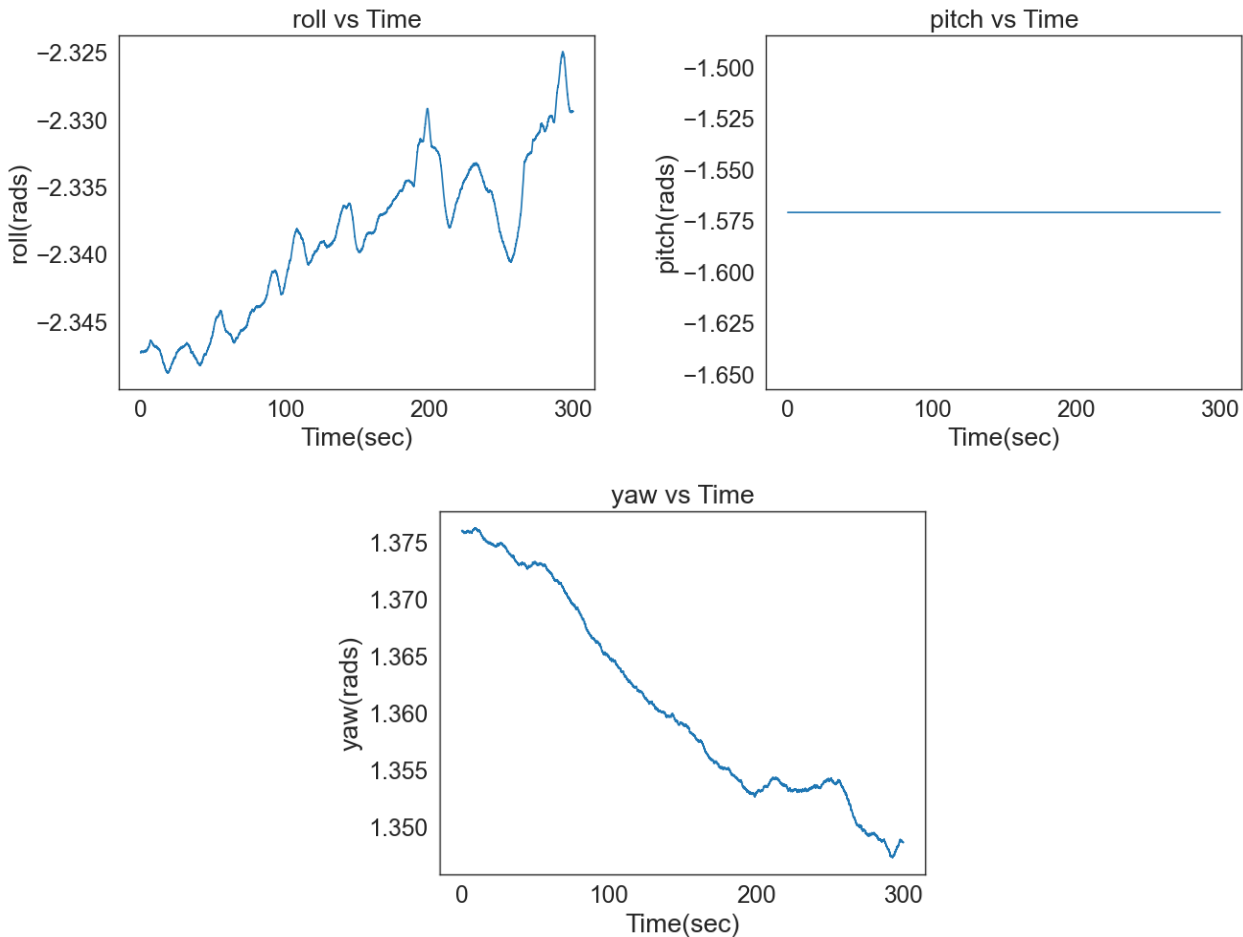 roll vs Time
roll(rads)
−2.325
−2.330
−2.335
−2.340
−2.345
0 100 200 300
Time(sec)
pitch vs Time
pitch(rads)
−1.500
−1.525
−1.550
−1.575
−1.600
−1.625
−1.650
0 100 200 300
Time(sec)
yaw vs Time
yaw(rads)
1.375
1.370
1.365
1.360
1.355
1.350
0 100 200 300
Time(sec)